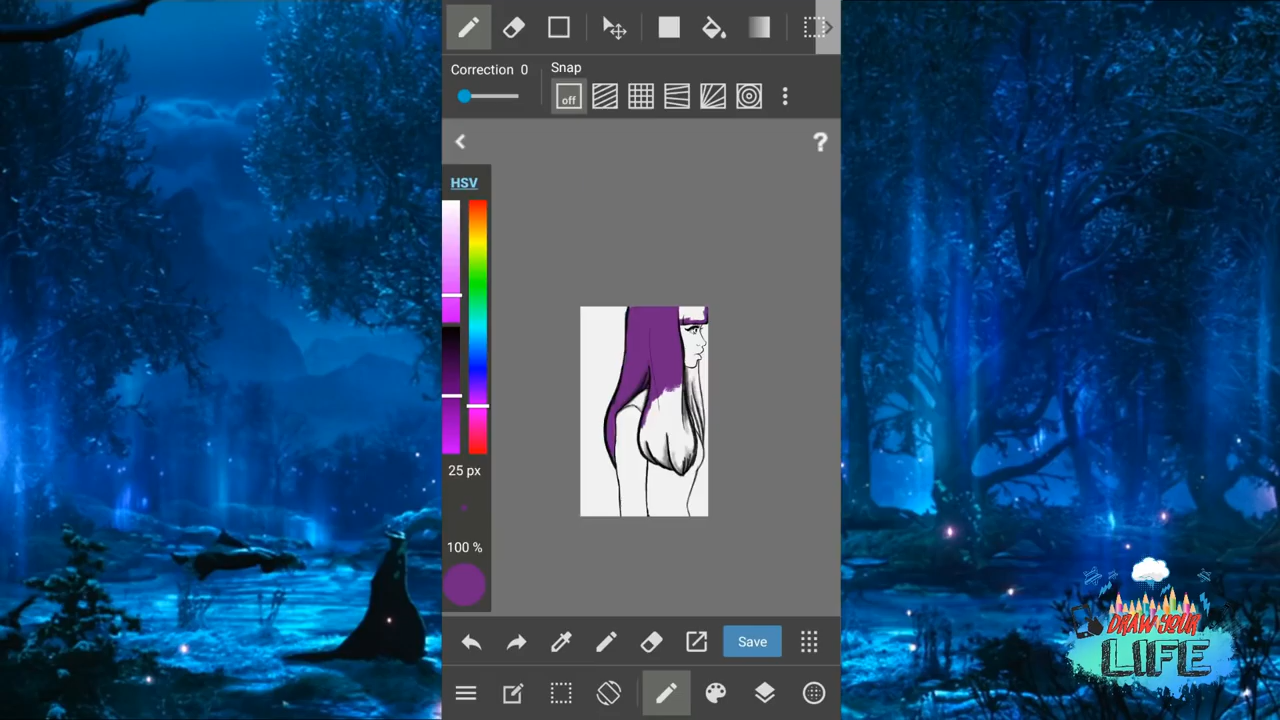 Correction 0
Snap
off
?
HSV
25 px
100 %
Save
DRAW YOUR
LIFE